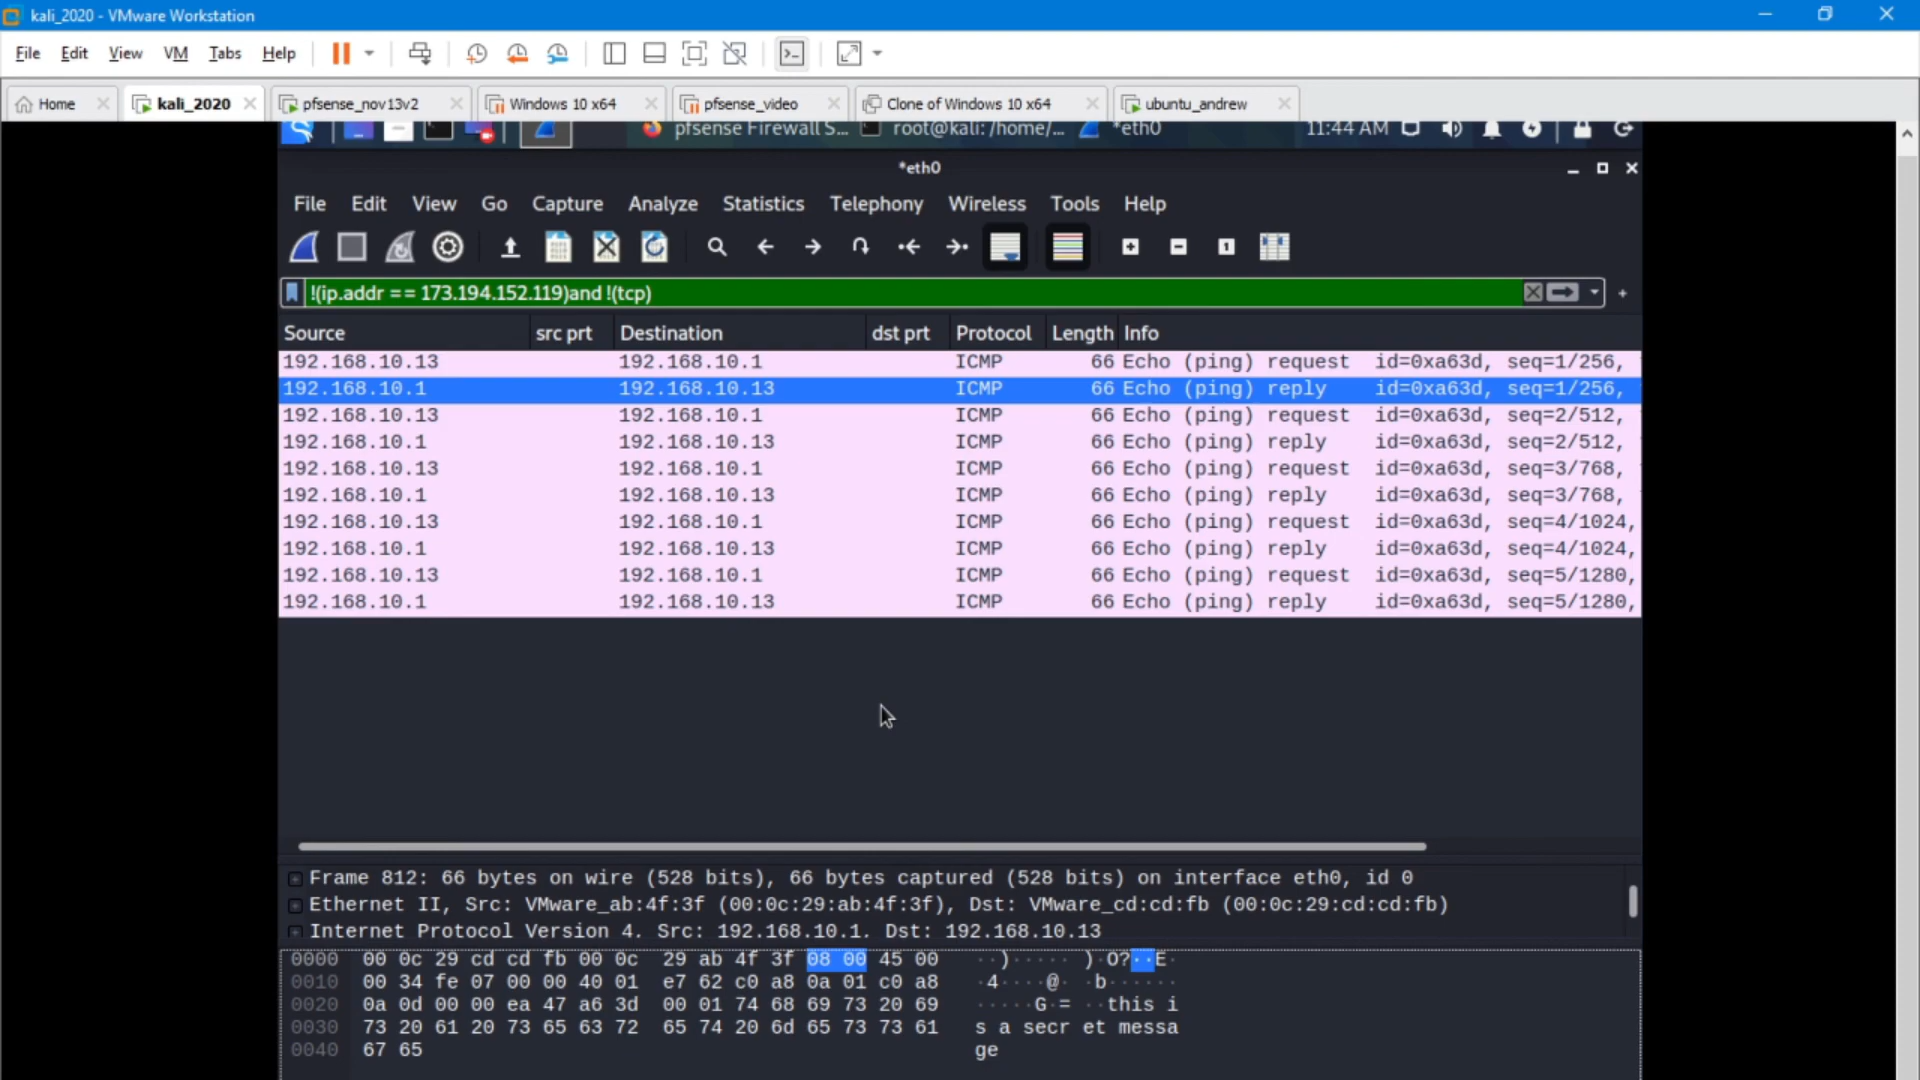 kali_2020 - VMware Workstation
File Edit View VM Tabs Help
Home kali_2020 pfsense_nov13v2 Windows 10 x64 pfsense_video Clone of Windows 10 x64 ubuntu_andrew
pfsense Firewall S... root@kali: /home/... *eth0 11:44 AM
*eth0
File Edit View Go Capture Analyze Statistics Telephony Wireless Tools Help
!(ip.addr == 173.194.152.119)and !(tcp)
Source src prt Destination dst prt Protocol Length Info
192.168.10.13 192.168.10.1 ICMP 66 Echo (ping) request id=0xa63d, seq=1/256,
192.168.10.1 192.168.10.13 ICMP 66 Echo (ping) reply id=0xa63d, seq=1/256,
192.168.10.13 192.168.10.1 ICMP 66 Echo (ping) request id=0xa63d, seq=2/512,
192.168.10.1 192.168.10.13 ICMP 66 Echo (ping) reply id=0xa63d, seq=2/512,
192.168.10.13 192.168.10.1 ICMP 66 Echo (ping) request id=0xa63d, seq=3/768,
192.168.10.1 192.168.10.13 ICMP 66 Echo (ping) reply id=0xa63d, seq=3/768,
192.168.10.13 192.168.10.1 ICMP 66 Echo (ping) request id=0xa63d, seq=4/1024,
192.168.10.1 192.168.10.13 ICMP 66 Echo (ping) reply id=0xa63d, seq=4/1024,
192.168.10.13 192.168.10.1 ICMP 66 Echo (ping) request id=0xa63d, seq=5/1280,
192.168.10.1 192.168.10.13 ICMP 66 Echo (ping) reply id=0xa63d, seq=5/1280,
Frame 812: 66 bytes on wire (528 bits), 66 bytes captured (528 bits) on interface eth0, id 0
Ethernet II, Src: VMware_ab:4f:3f (00:0c:29:ab:4f:3f), Dst: VMware_cd:cd:fb (00:0c:29:cd:cd:fb)
Internet Protocol Version 4, Src: 192.168.10.1, Dst: 192.168.10.13
0000 00 0c 29 cd cd fb 00 0c 29 ab 4f 3f 08 00 45 00 ··)····· )·O?··E·
0010 00 34 fe 07 00 00 40 01 e7 62 c0 a8 0a 01 c0 a8 ·4····@· ·b······
0020 0a 0d 00 00 ea 47 a6 3d 00 01 74 68 69 73 20 69 ·····G·= ··this i
0030 73 20 61 20 73 65 63 72 65 74 20 6d 65 73 73 61 s a secr et messa
0040 67 65 ge